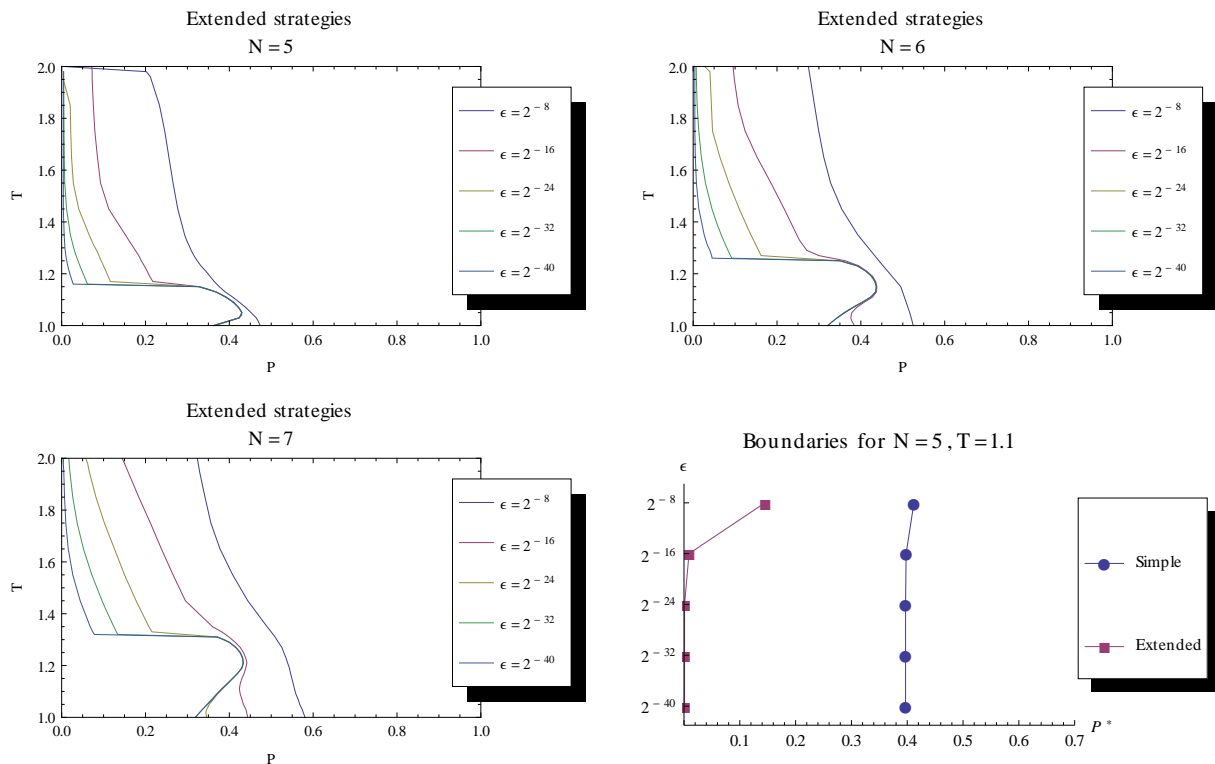 Extended strategies
N = 5
2.0
1.8
1.6
1.4
1.2
1.0
T
0.0 0.2 0.4 0.6 0.8 1.0
P
ϵ = 2^-8
ϵ = 2^-16
ϵ = 2^-24
ϵ = 2^-32
ϵ = 2^-40
Extended strategies
N = 6
2.0
1.8
1.6
1.4
1.2
1.0
T
0.0 0.2 0.4 0.6 0.8 1.0
P
ϵ = 2^-8
ϵ = 2^-16
ϵ = 2^-24
ϵ = 2^-32
ϵ = 2^-40
Extended strategies
N = 7
2.0
1.8
1.6
1.4
1.2
1.0
T
0.0 0.2 0.4 0.6 0.8 1.0
P
ϵ = 2^-8
ϵ = 2^-16
ϵ = 2^-24
ϵ = 2^-32
ϵ = 2^-40
Boundaries for N = 5 , T = 1.1
ϵ
2^-8
2^-16
2^-24
2^-32
2^-40
0.1 0.2 0.3 0.4 0.5 0.6 0.7
P*
Simple
Extended